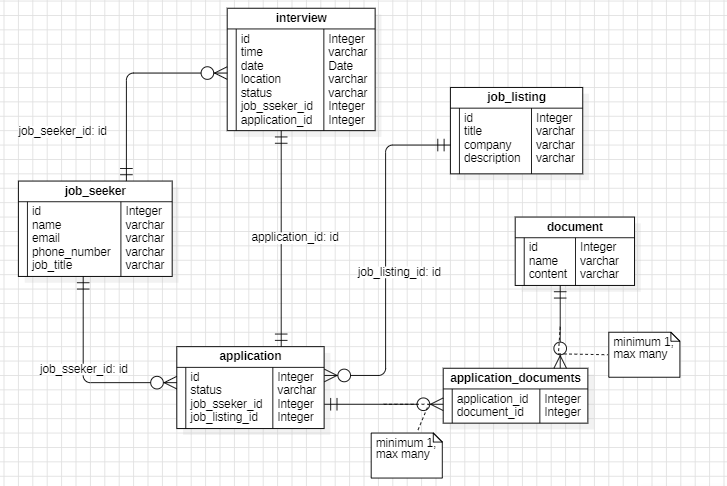 interview
id Integer
time varchar
date Date
location varchar
status varchar
job_sseker_id Integer
application_id Integer
job_listing
id Integer
title varchar
company varchar
description varchar
job_seeker_id: id
job_seeker
id Integer
name varchar
email varchar
phone_number varchar
job_title varchar
document
id Integer
name varchar
content varchar
application_id: id
job_listing_id: id
minimum 1,
max many
application
id Integer
status varchar
job_sseker_id Integer
job_listing_id Integer
job_sseker_id: id
application_documents
application_id Integer
document_id Integer
minimum 1,
max many